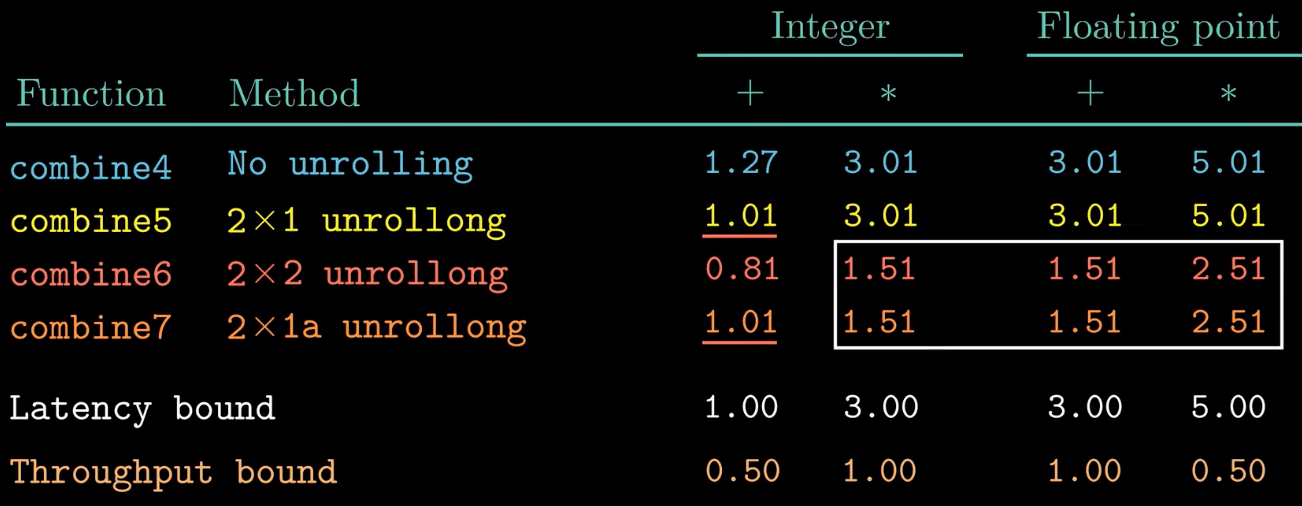 Integer Floating point
Function Method + * + *
combine4 No unrolling 1.27 3.01 3.01 5.01
combine5 2×1 unrollong 1.01 3.01 3.01 5.01
combine6 2×2 unrollong 0.81 1.51 1.51 2.51
combine7 2×1a unrollong 1.01 1.51 1.51 2.51
Latency bound 1.00 3.00 3.00 5.00
Throughput bound 0.50 1.00 1.00 0.50